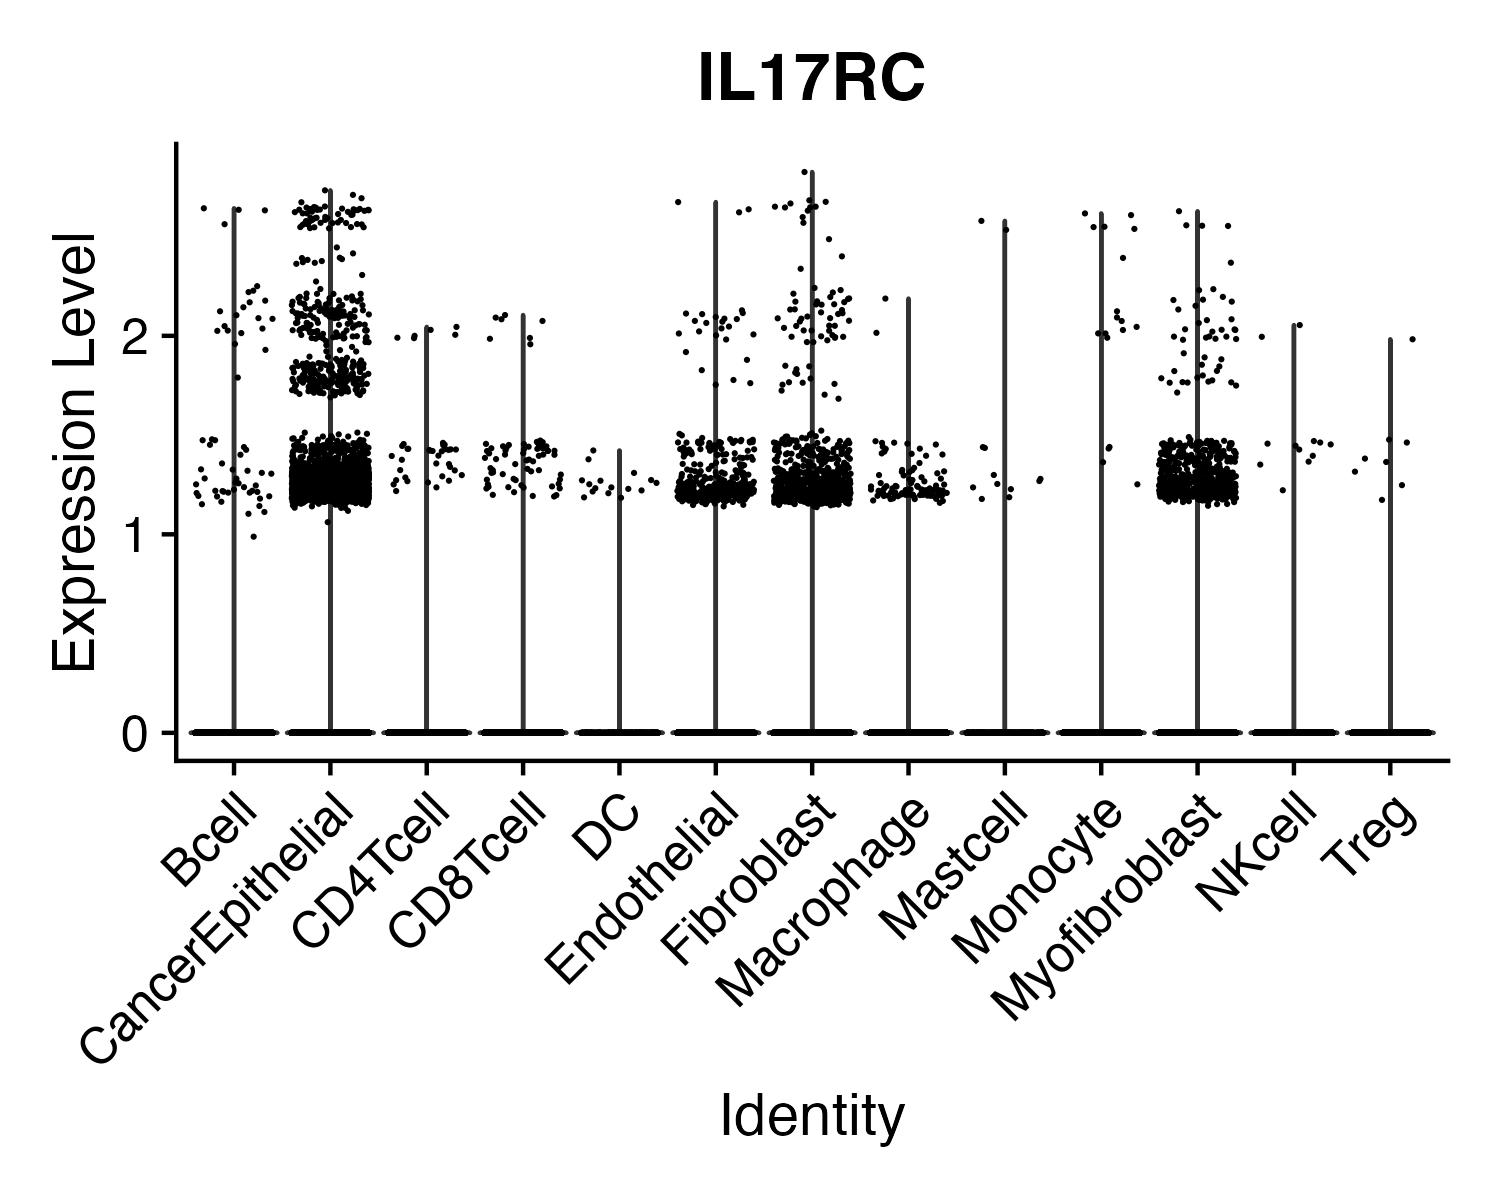 IL17RC
Expression Level
2
1
0
Bcell
CancerEpithelial
CD4Tcell
CD8Tcell
DC
Endothelial
Fibroblast
Macrophage
Mastcell
Monocyte
Myofibroblast
NKcell
Treg
Identity